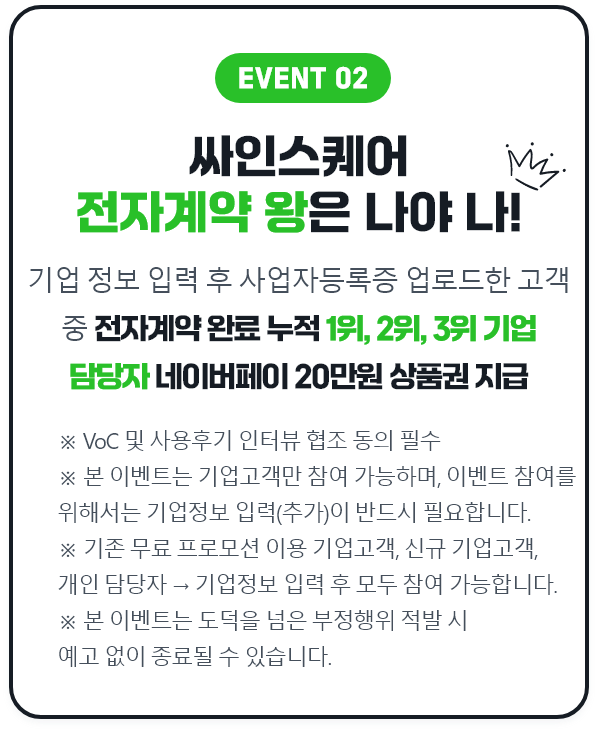 EVENT 02
싸인스퀘어
전자계약 왕은 나야 나!
기업 정보 입력 후 사업자등록증 업로드한 고객
중 전자계약 완료 누적 1위, 2위, 3위 기업
담당자 네이버페이 20만원 상품권 지급
※ VoC 및 사용후기 인터뷰 협조 동의 필수
※ 본 이벤트는 기업고객만 참여 가능하며, 이벤트 참여를
위해서는 기업정보 입력(추가)이 반드시 필요합니다.
※ 기존 무료 프로모션 이용 기업고객, 신규 기업고객,
개인 담당자 → 기업정보 입력 후 모두 참여 가능합니다.
※ 본 이벤트는 도덕을 넘은 부정행위 적발 시
예고 없이 종료될 수 있습니다.